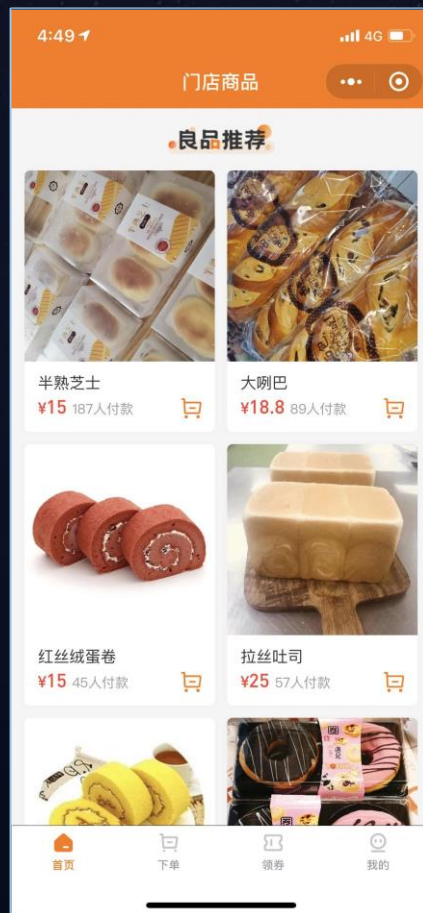 4:49
4G
门店商品
良品推荐
半熟芝士
¥15 187人付款
大咧巴
¥18.8 89人付款
红丝绒蛋卷
¥15 45人付款
拉丝吐司
¥25 57人付款
首页
下单
领券
我的